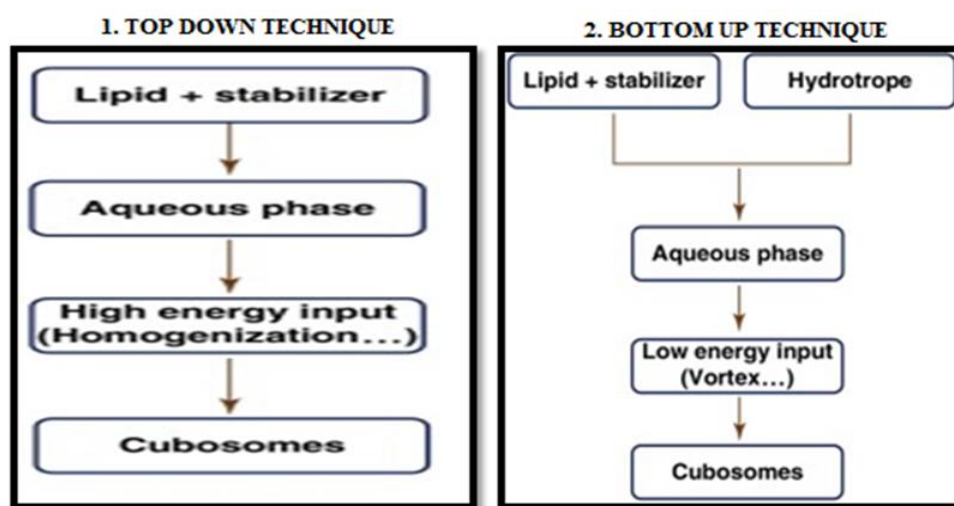 1. TOP DOWN TECHNIQUE
Lipid + stabilizer
Aqueous phase
High energy input
(Homogenization...)
Cubosomes
2. BOTTOM UP TECHNIQUE
Lipid + stabilizer
Hydrotrope
Aqueous phase
Low energy input
(Vortex...)
Cubosomes